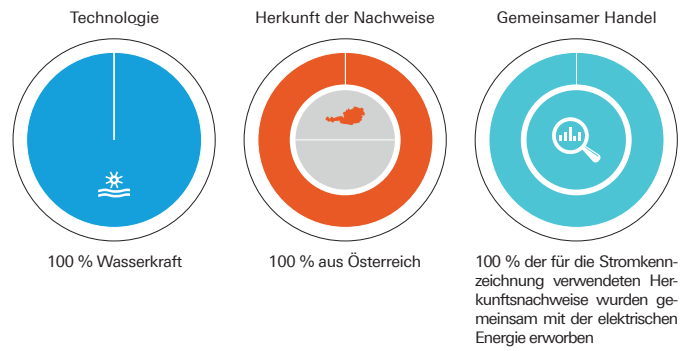 Technologie
Herkunft der Nachweise
Gemeinsamer Handel
100 % Wasserkraft
100 % aus Österreich
100 % der für die Stromkenn-
zeichnung verwendeten Her-
kunftsnachweise wurden ge-
meinsam mit der elektrischen
Energie erworben